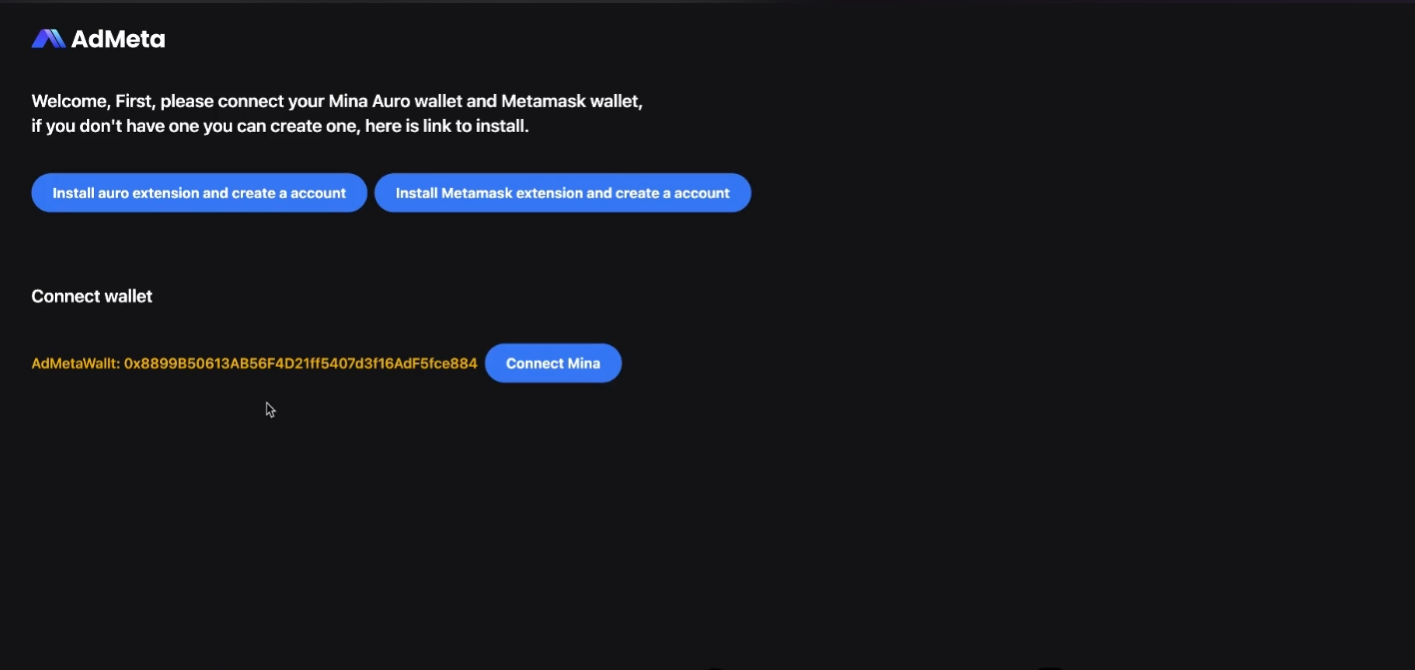 AdMeta
Welcome, First, please connect your Mina Auro wallet and Metamask wallet,
if you don't have one you can create one, here is link to install.
Install auro extension and create a account
Install Metamask extension and create a account
Connect wallet
AdMetaWallt: 0x8899B50613AB56F4D21ff5407d3f16AdF5fce884
Connect Mina